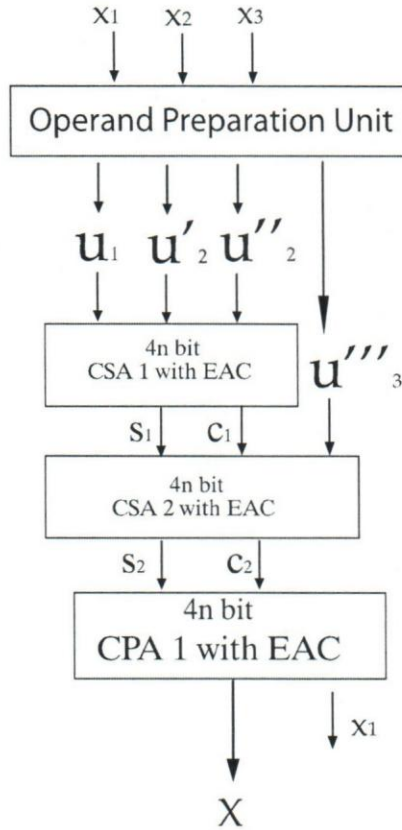 x1 x2 x3
Operand Preparation Unit
u1 u′2 u′′2
4n bit
CSA 1 with EAC
u′′′3
s1 c1
4n bit
CSA 2 with EAC
s2 c2
4n bit
CPA 1 with EAC
x1
X